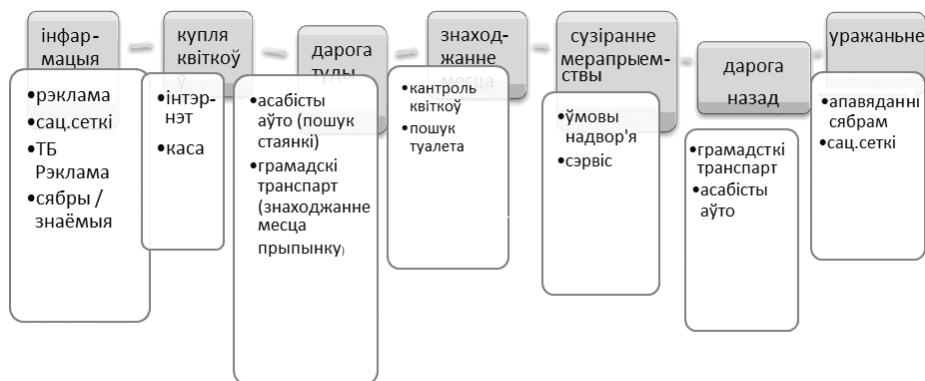 інфар-
мацыя
•рэклама
•сац.сеткі
•ТБ
Рэклама
•сябры /
знаёмыя
купля
квіткоў
ў
•інтэр-
нэт
•каса
дарога
туды
•асабісты
аўто (пошук
стаянкі)
•грамадскі
транспарт
(знаходжанне
месца
прыпынку)
знаход-
жанне
месца
•кантроль
квіткоў
•пошук
туалета
сузіранне
мерапрыем-
ствы
•ўмовы
надвор'я
•сэрвіс
дарога
назад
•грамадсткі
транспарт
•асабісты
аўто
уражаньне
•апавяданні
сябрам
•сац.сеткі